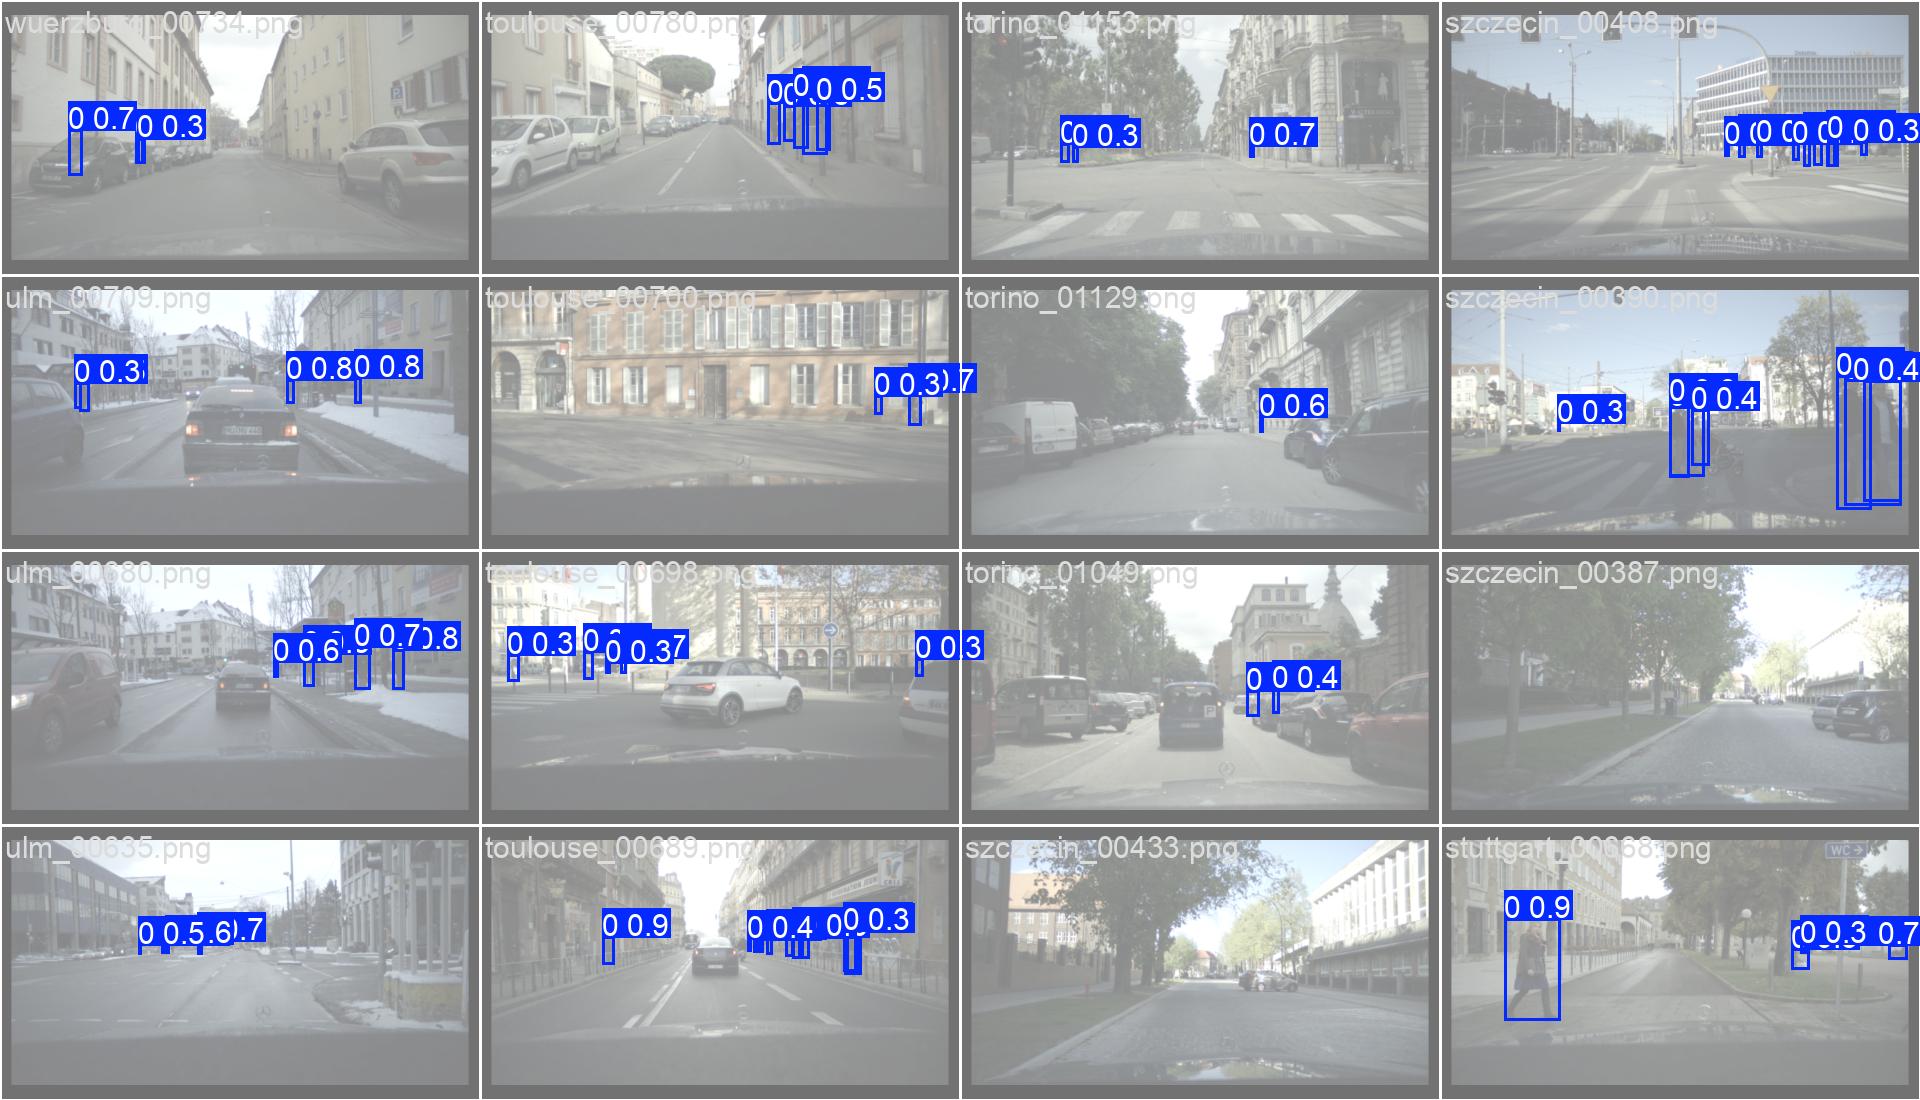 wuerzburg_00734.png
0 0.7
0 0.3
toulouse_00780.png
0 0.5
torino_01153.png
0 0.3
0 0.7
szczecin_00408.png
0 0.3
ulm_00709.png
0 0.3
0 0.8
0 0.8
toulouse_00700.png
0 0.3
torino_01129.png
0 0.6
szczecin_00390.png
0 0.3
0 0.4
0 0.4
ulm_00680.png
0 0.6
0 0.7
toulouse_00698.png
0 0.3
0 0.3
0 0.3
torino_01049.png
0 0.4
szczecin_00387.png
ulm_00635.png
0 0.5
toulouse_00689.png
0 0.9
0 0.4
0 0.3
szczecin_00433.png
stuttgart_00668.png
WC
0 0.9
0 0.3
0.7